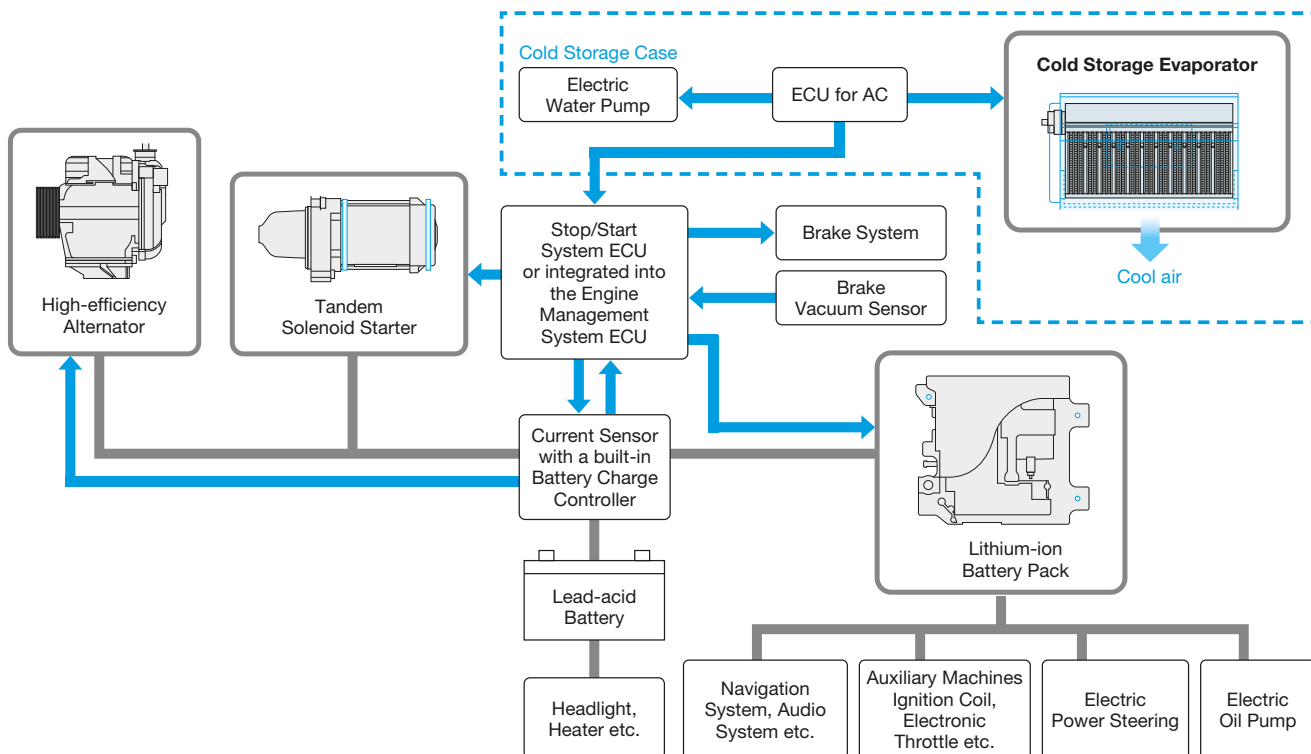 Cold Storage Case
Electric
Water Pump
ECU for AC
Cold Storage Evaporator
Cool air
High-efficiency
Alternator
Tandem
Solenoid Starter
Stop/Start
System ECU
or integrated into
the Engine
Management
System ECU
Brake System
Brake
Vacuum Sensor
Current Sensor
with a built-in
Battery Charge
Controller
Lithium-ion
Battery Pack
Lead-acid
Battery
Headlight,
Heater etc.
Navigation
System, Audio
System etc.
Auxiliary Machines
Ignition Coil,
Electronic
Throttle etc.
Electric
Power Steering
Electric
Oil Pump